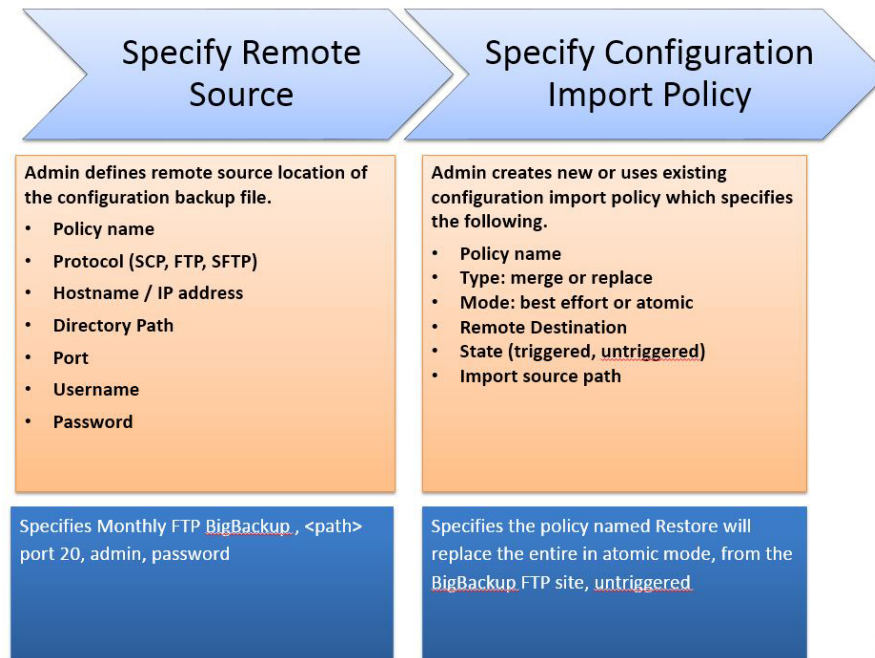 Specify Remote
Source
Specify Configuration
Import Policy
Admin defines remote source location of
the configuration backup file.
• Policy name
• Protocol (SCP, FTP, SFTP)
• Hostname / IP address
• Directory Path
• Port
• Username
• Password
Admin creates new or uses existing
configuration import policy which specifies
the following.
• Policy name
• Type: merge or replace
• Mode: best effort or atomic
• Remote Destination
• State (triggered, untriggered)
• Import source path
Specifies Monthly FTP BigBackup , <path>
port 20, admin, password
Specifies the policy named Restore will
replace the entire in atomic mode, from the
BigBackup FTP site, untriggered